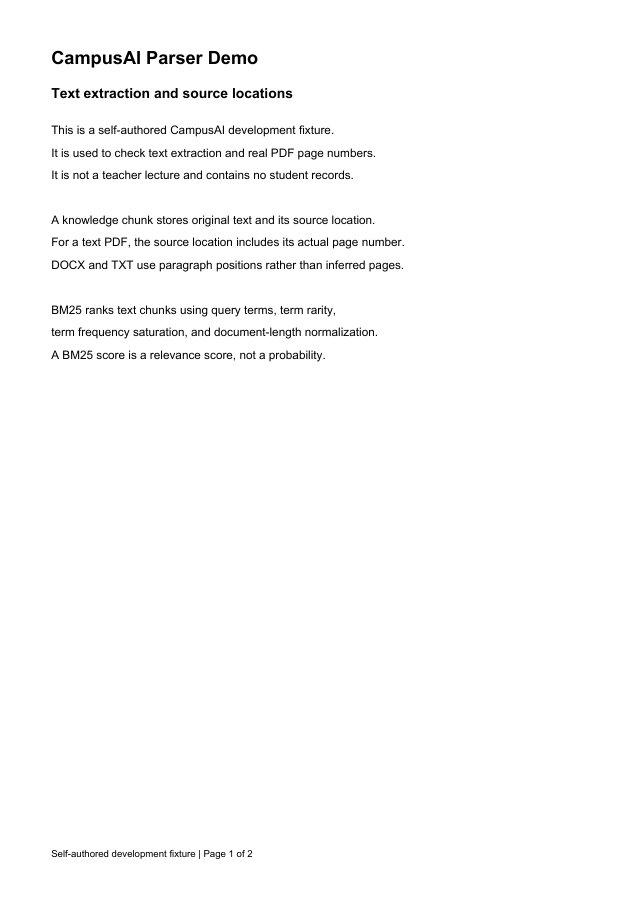 CampusAI Parser Demo
Text extraction and source locations
This is a self-authored CampusAI development fixture.
It is used to check text extraction and real PDF page numbers.
It is not a teacher lecture and contains no student records.
A knowledge chunk stores original text and its source location.
For a text PDF, the source location includes its actual page number.
DOCX and TXT use paragraph positions rather than inferred pages.
BM25 ranks text chunks using query terms, term rarity,
term frequency saturation, and document-length normalization.
A BM25 score is a relevance score, not a probability.
Self-authored development fixture | Page 1 of 2